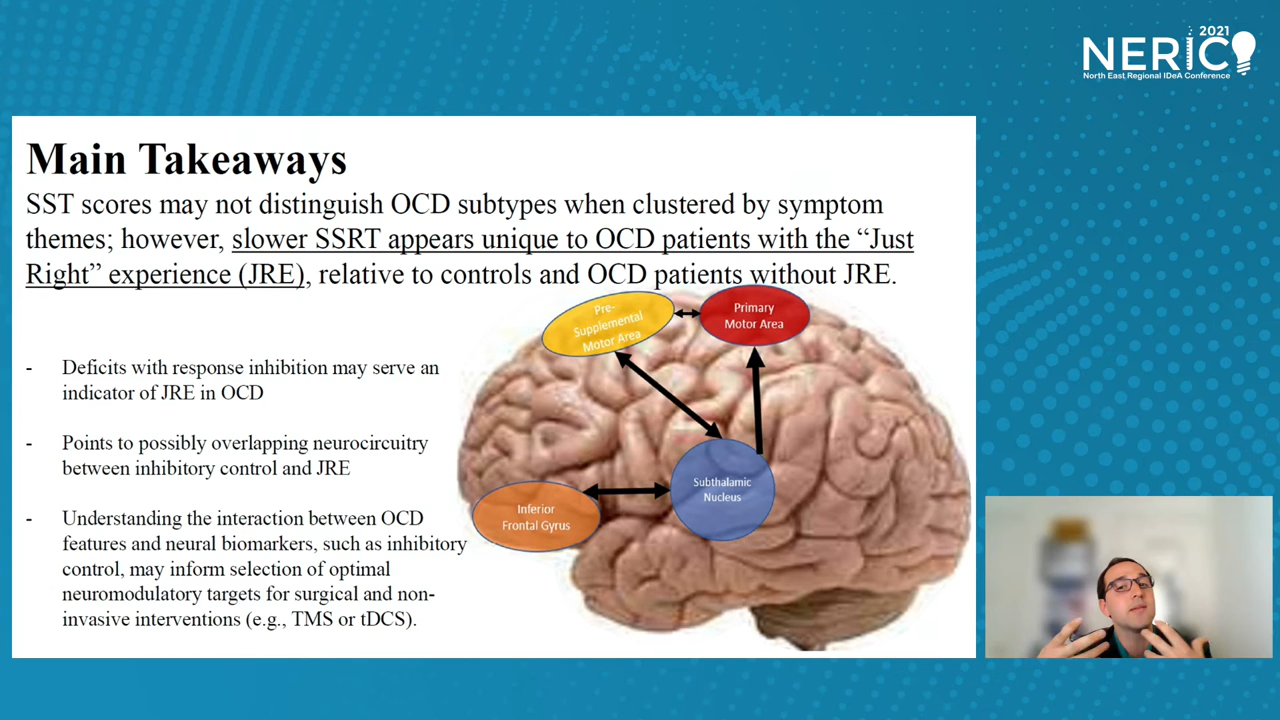 2021
NERIC
North East Regional IDeA Conference
Main Takeaways
SST scores may not distinguish OCD subtypes when clustered by symptom
themes; however, slower SSRT appears unique to OCD patients with the “Just
Right” experience (JRE), relative to controls and OCD patients without JRE.
- Deficits with response inhibition may serve an
indicator of JRE in OCD
- Points to possibly overlapping neurocircuitry
between inhibitory control and JRE
- Understanding the interaction between OCD
features and neural biomarkers, such as inhibitory
control, may inform selection of optimal
neuromodulatory targets for surgical and non-
invasive interventions (e.g., TMS or tDCS).
Pre-
Supplemental
Motor Area
Primary
Motor Area
Subthalamic
Nucleus
Inferior
Frontal Gyrus